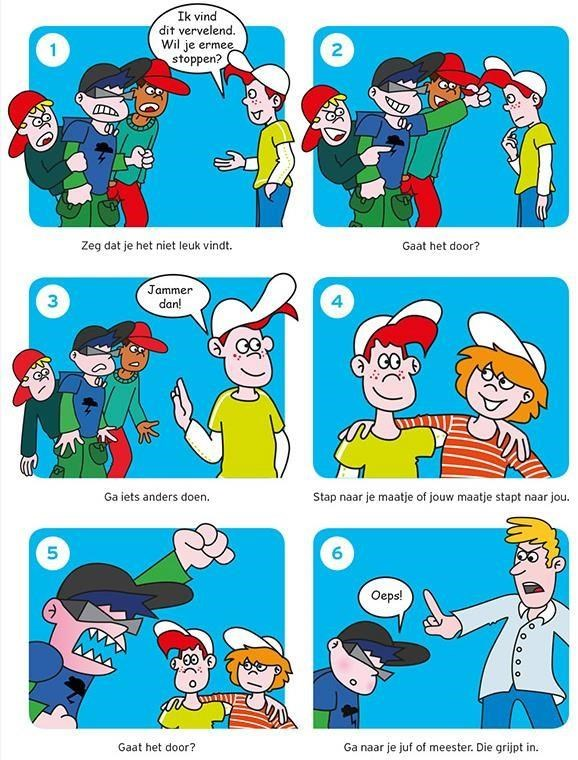 1
Ik vind
dit vervelend.
Wil je ermee
stoppen?
Zeg dat je het niet leuk vindt.
2
Gaat het door?
3
Jammer
dan!
Ga iets anders doen.
4
Stap naar je maatje of jouw maatje stapt naar jou.
5
Gaat het door?
6
Oeps!
Ga naar je juf of meester. Die grijpt in.